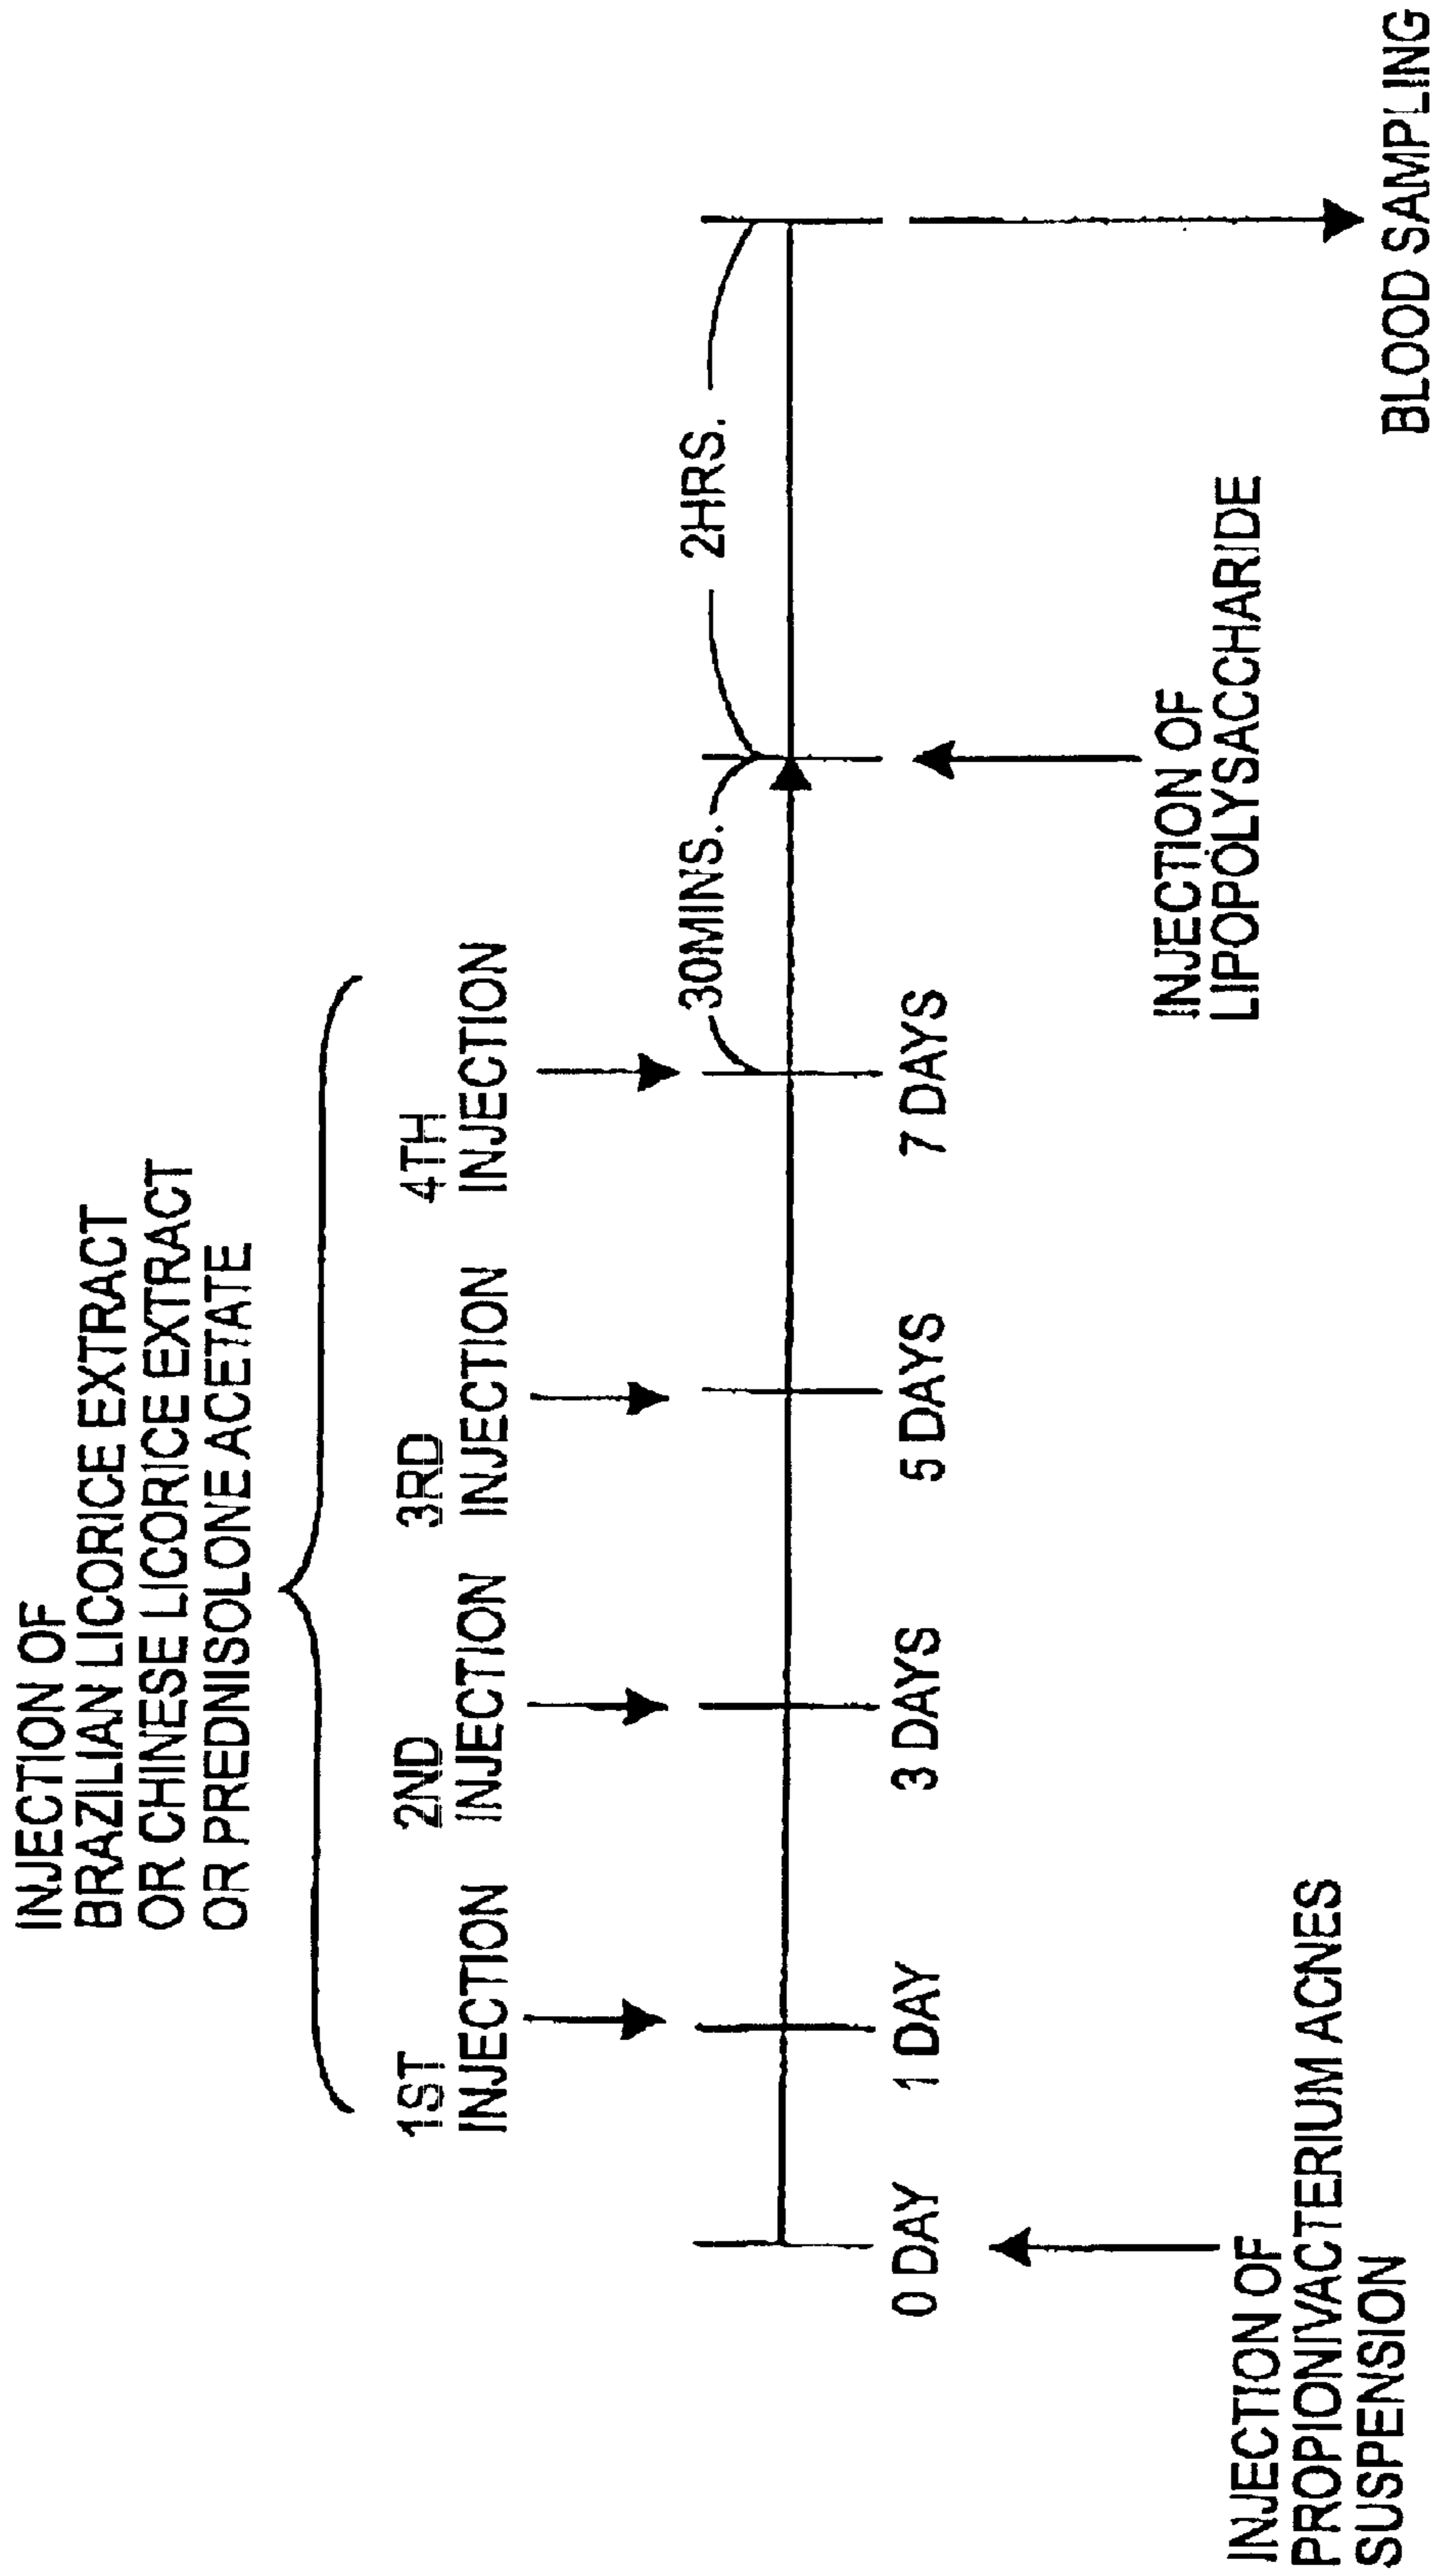 INJECTION OF
BRAZILIAN LICORICE EXTRACT
OR CHINESE LICORICE EXTRACT
OR PREDNISOLONE ACETATE
1ST
INJECTION
2ND
INJECTION
3RD
INJECTION
4TH
INJECTION
30MINS.
2HRS.
0 DAY
1 DAY
3 DAYS
5 DAYS
7 DAYS
INJECTION OF
PROPIONIVACTERIUM ACNES
SUSPENSION
INJECTION OF
LIPOPOLYSACCHARIDE
BLOOD SAMPLING